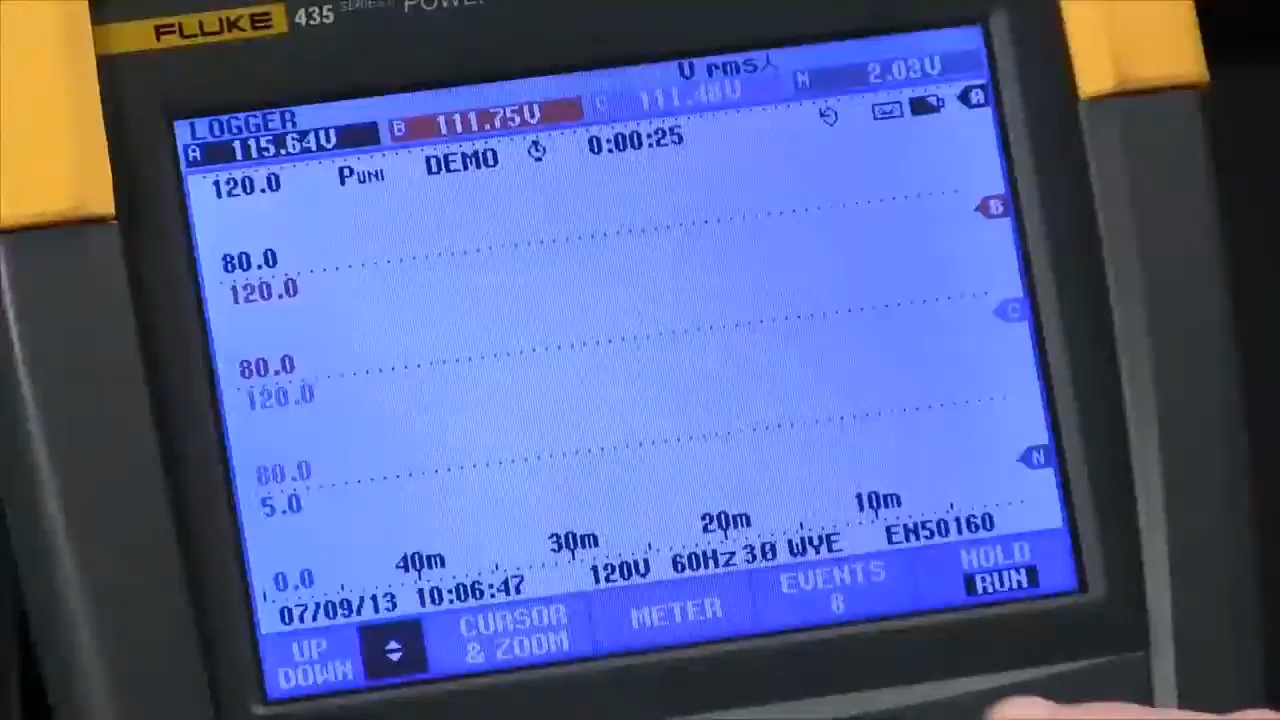 FLUKE 435 SERIES II POWE
LOGGER
V rms
A 115.64V B 111.75V C 111.48V N 2.03V
PUNI DEMO 0:00:25
120.0
80.0
120.0
80.0
120.0
80.0
5.0
0.0
40m 30m 20m 10m
07/09/13 10:06:47 120V 60Hz 3Ø WYE EN50160
UP
DOWN
CURSOR
& ZOOM
METER
EVENTS
8
HOLD
RUN
B
C
N
A